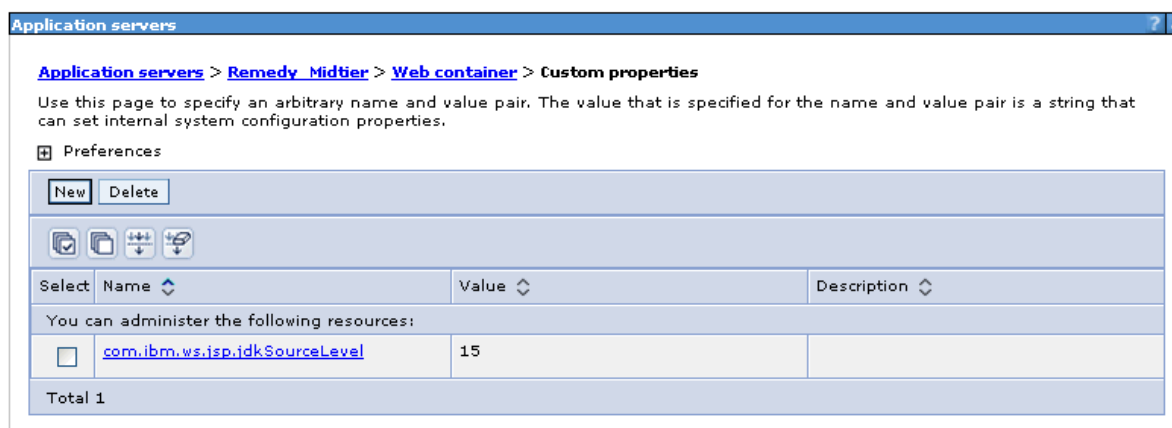 Application servers ?
Application servers > Remedy_Midtier > Web container > Custom properties
Use this page to specify an arbitrary name and value pair. The value that is specified for the name and value pair is a string that
can set internal system configuration properties.
Preferences
New Delete
Select Name Value Description
You can administer the following resources:
com.ibm.ws.jsp.jdkSourceLevel 15
Total 1